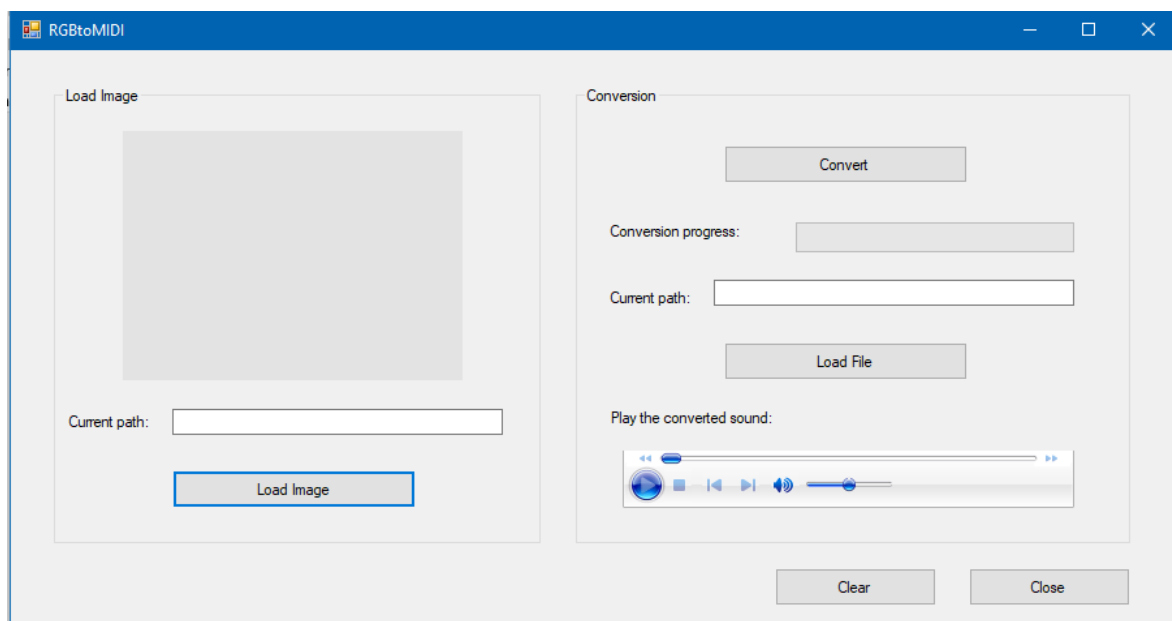 RGBtoMIDI
Load Image
Current path:
Load Image
Conversion
Convert
Conversion progress:
Current path:
Load File
Play the converted sound:
Clear
Close